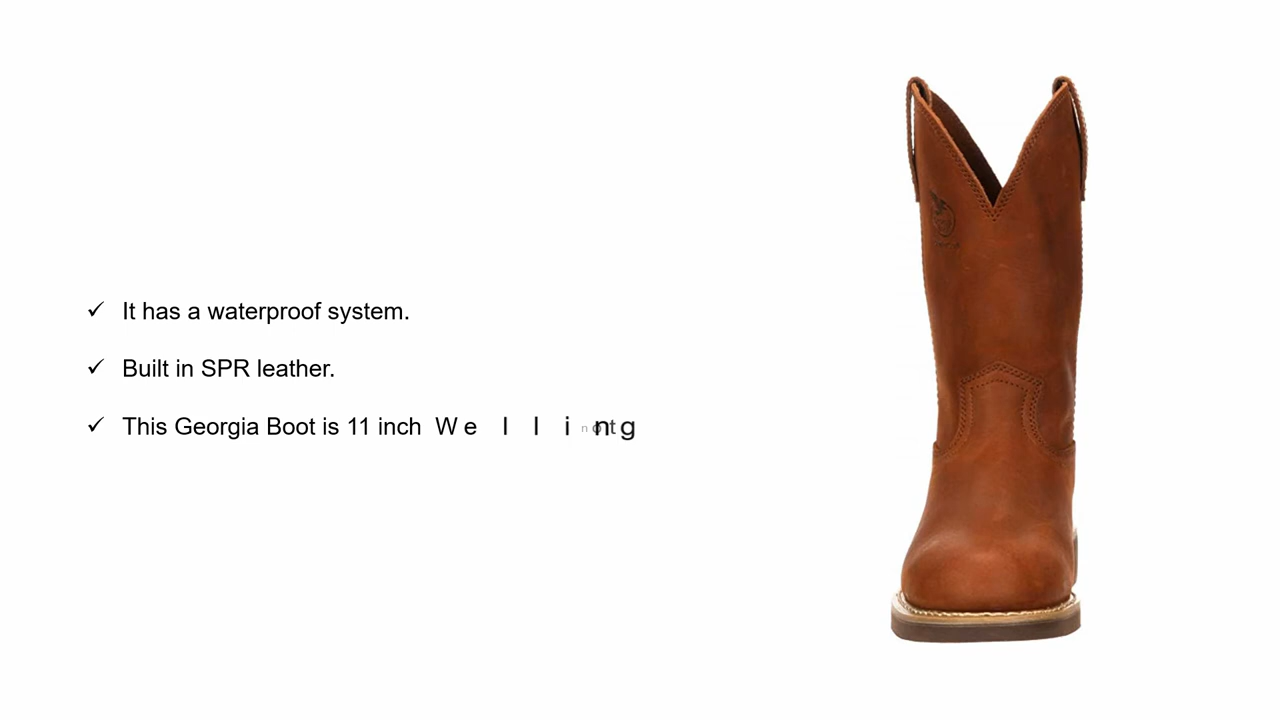 It has a waterproof system.
Built in SPR leather.
This Georgia Boot is 11 inch